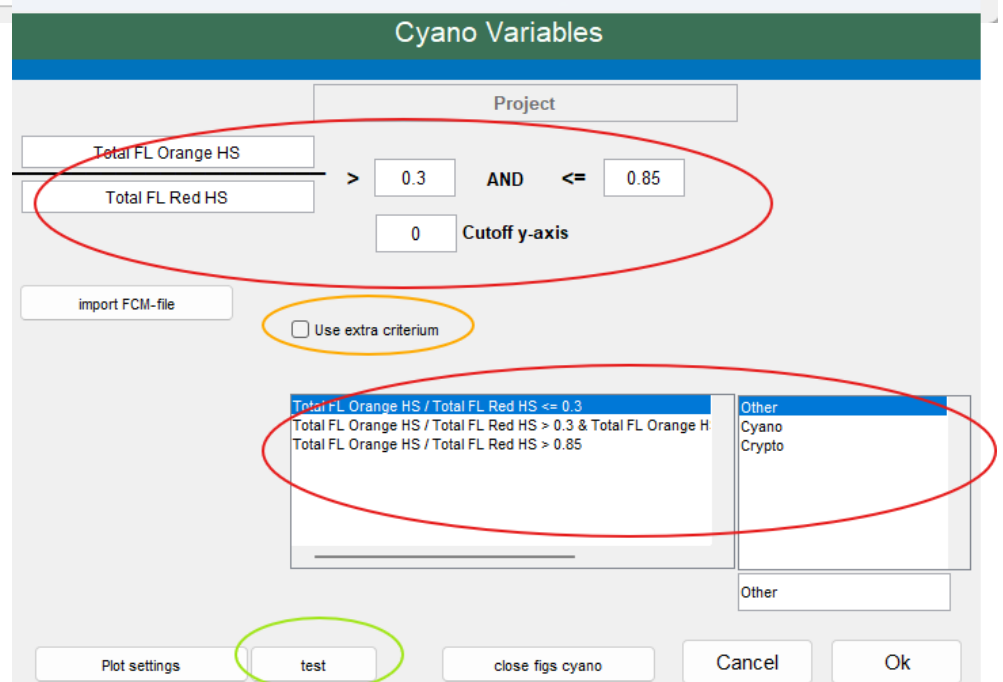 Cyano Variables
Project
Total FL Orange HS
Total FL Red HS
> 0.3 AND <= 0.85
0 Cutoff y-axis
import FCM-file
Use extra criterium
Total FL Orange HS / Total FL Red HS <= 0.3
Total FL Orange HS / Total FL Red HS > 0.3 & Total FL Orange H
Total FL Orange HS / Total FL Red HS > 0.85
Other
Cyano
Crypto
Other
Plot settings
test
close figs cyano
Cancel
Ok